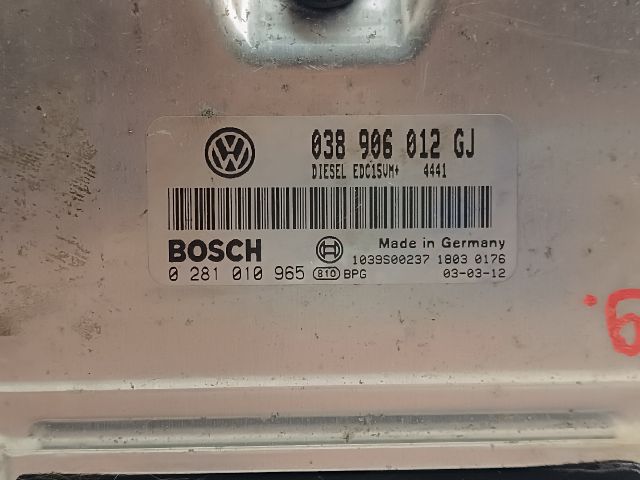 038 906 012 GJ
DIESEL EDC15VM+ 4441
BOSCH Made in Germany
1039S00237 1803 0176
0 281 010 965 810 BPG 03-03-12
6